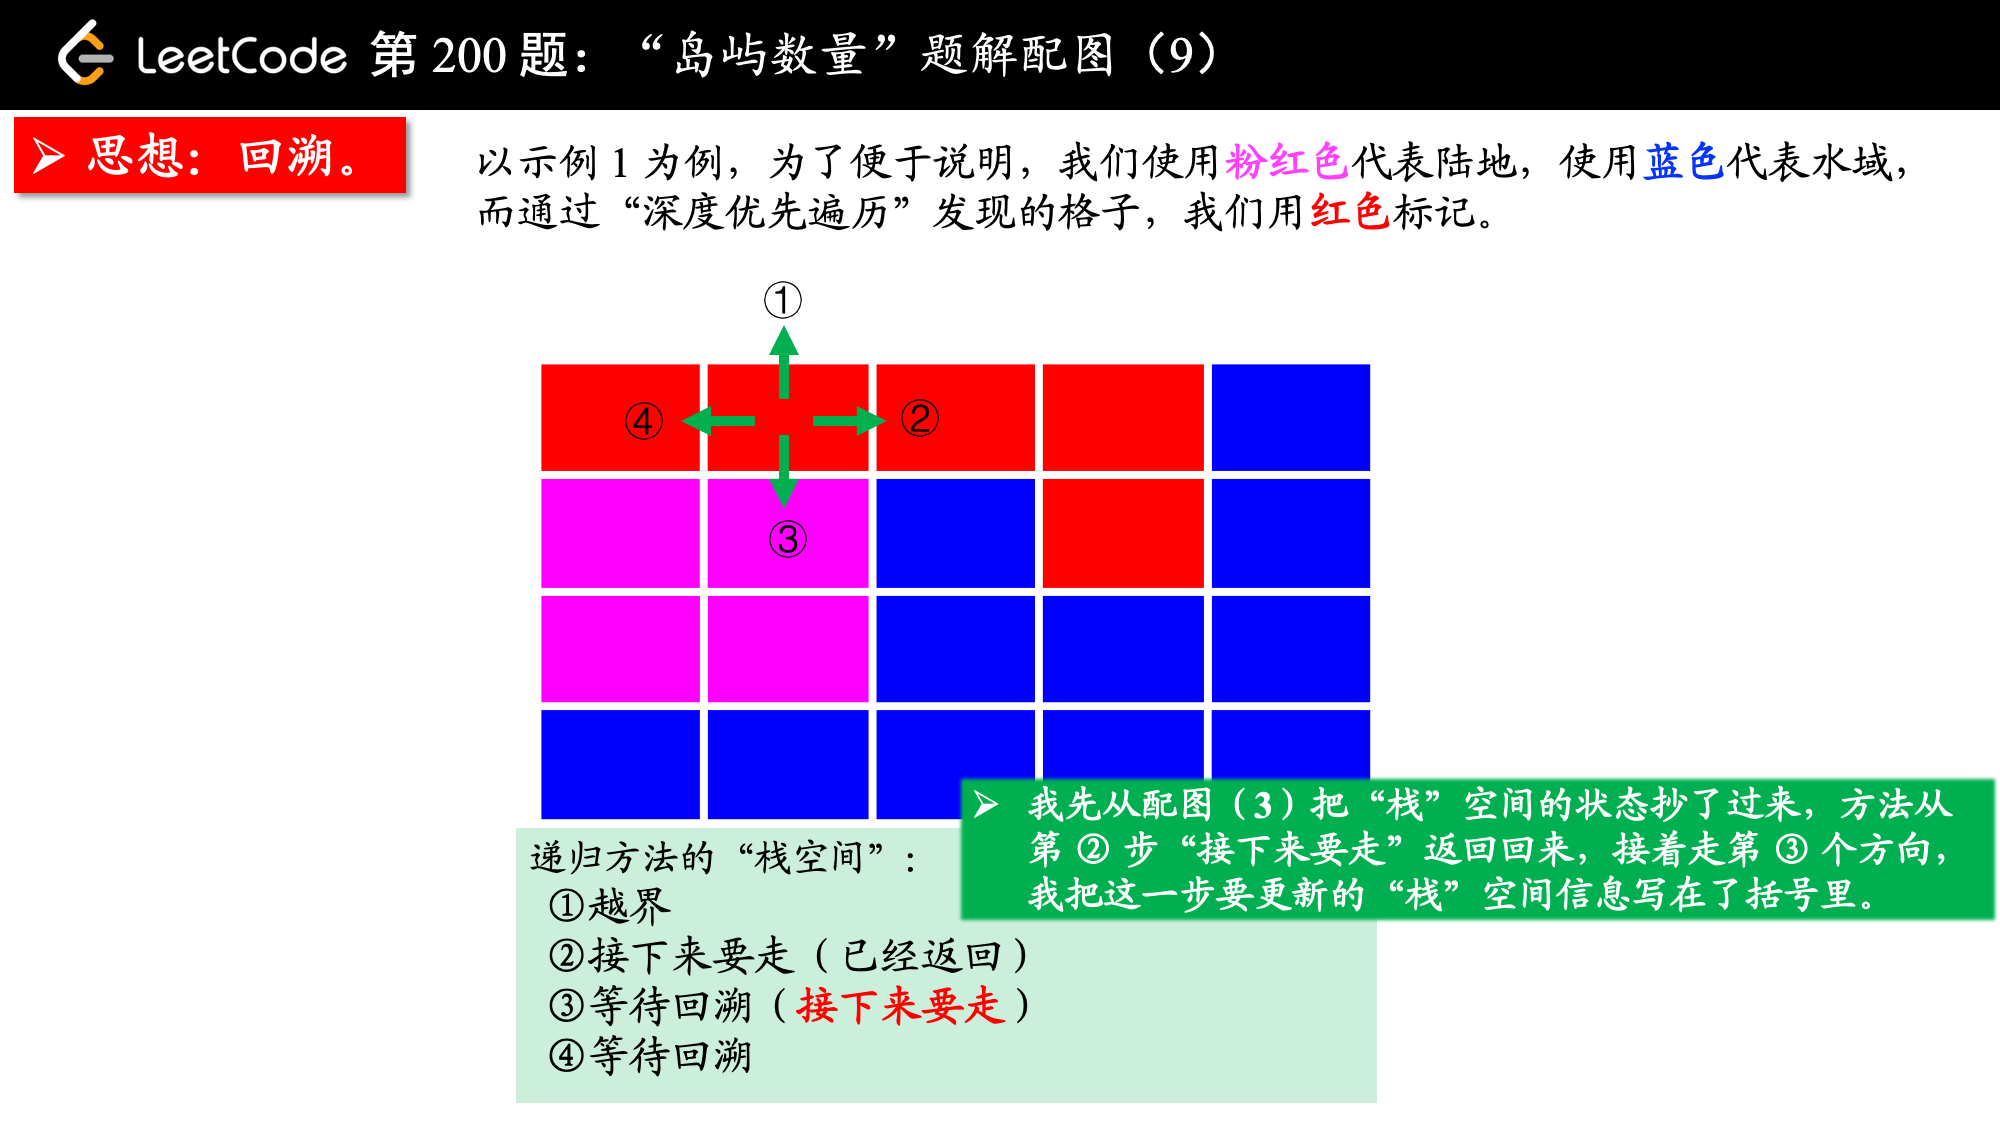 LeetCode 第 200 题：“岛屿数量”题解配图（9）
➢ 思想：回溯。
以示例 1 为例，为了便于说明，我们使用粉红色代表陆地，使用蓝色代表水域，
而通过“深度优先遍历”发现的格子，我们用红色标记。
①
④
②
③
➢ 我先从配图（3）把“栈”空间的状态抄了过来，方法从
第 ② 步“接下来要走”返回回来，接着走第 ③ 个方向，
我把这一步要更新的“栈”空间信息写在了括号里。
递归方法的“栈空间”：
①越界
②接下来要走（已经返回）
③等待回溯（接下来要走）
④等待回溯